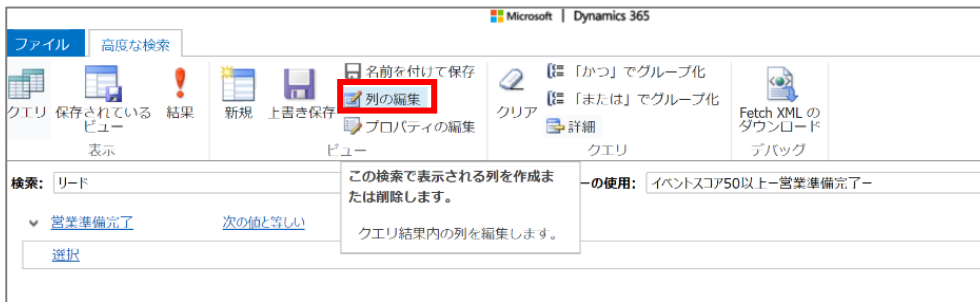 Microsoft | Dynamics 365
ファイル 高度な検索
クエリ
保存されている
ビュー
結果
表示
新規
上書き保存
名前を付けて保存
列の編集
プロパティの編集
ビュー
クリア
「かつ」でグループ化
「または」でグループ化
詳細
クエリ
Fetch XML の
ダウンロード
デバッグ
検索: リード
ーの使用: イベントスコア50以上ー営業準備完了ー
この検索で表示される列を作成ま
たは削除します。
クエリ結果内の列を編集します。
営業準備完了 次の値と等しい
選択